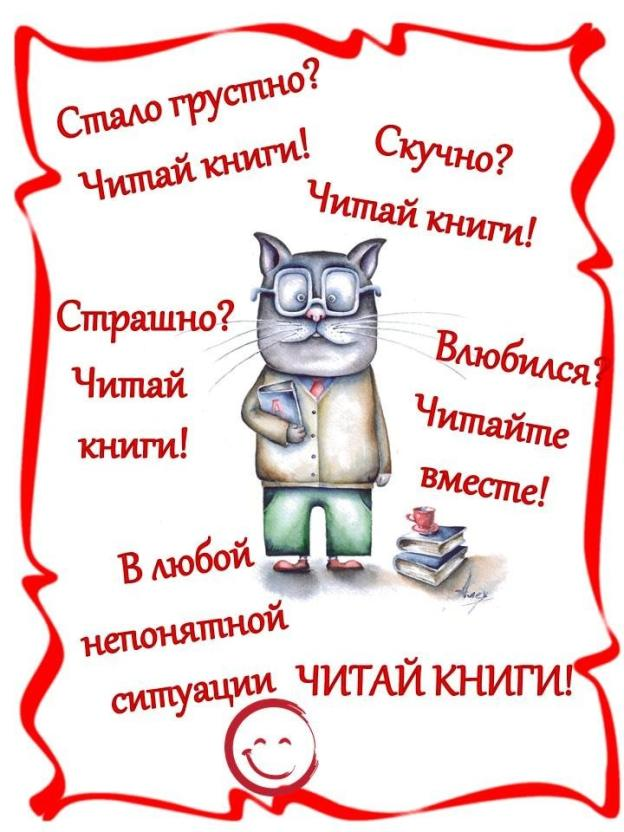 Стало грустно?
Читай книги!
Скучно?
Читай книги!
Страшно?
Читай
книги!
Влюбился?
Читайте
вместе!
В любой
непонятной
ситуации ЧИТАЙ КНИГИ!